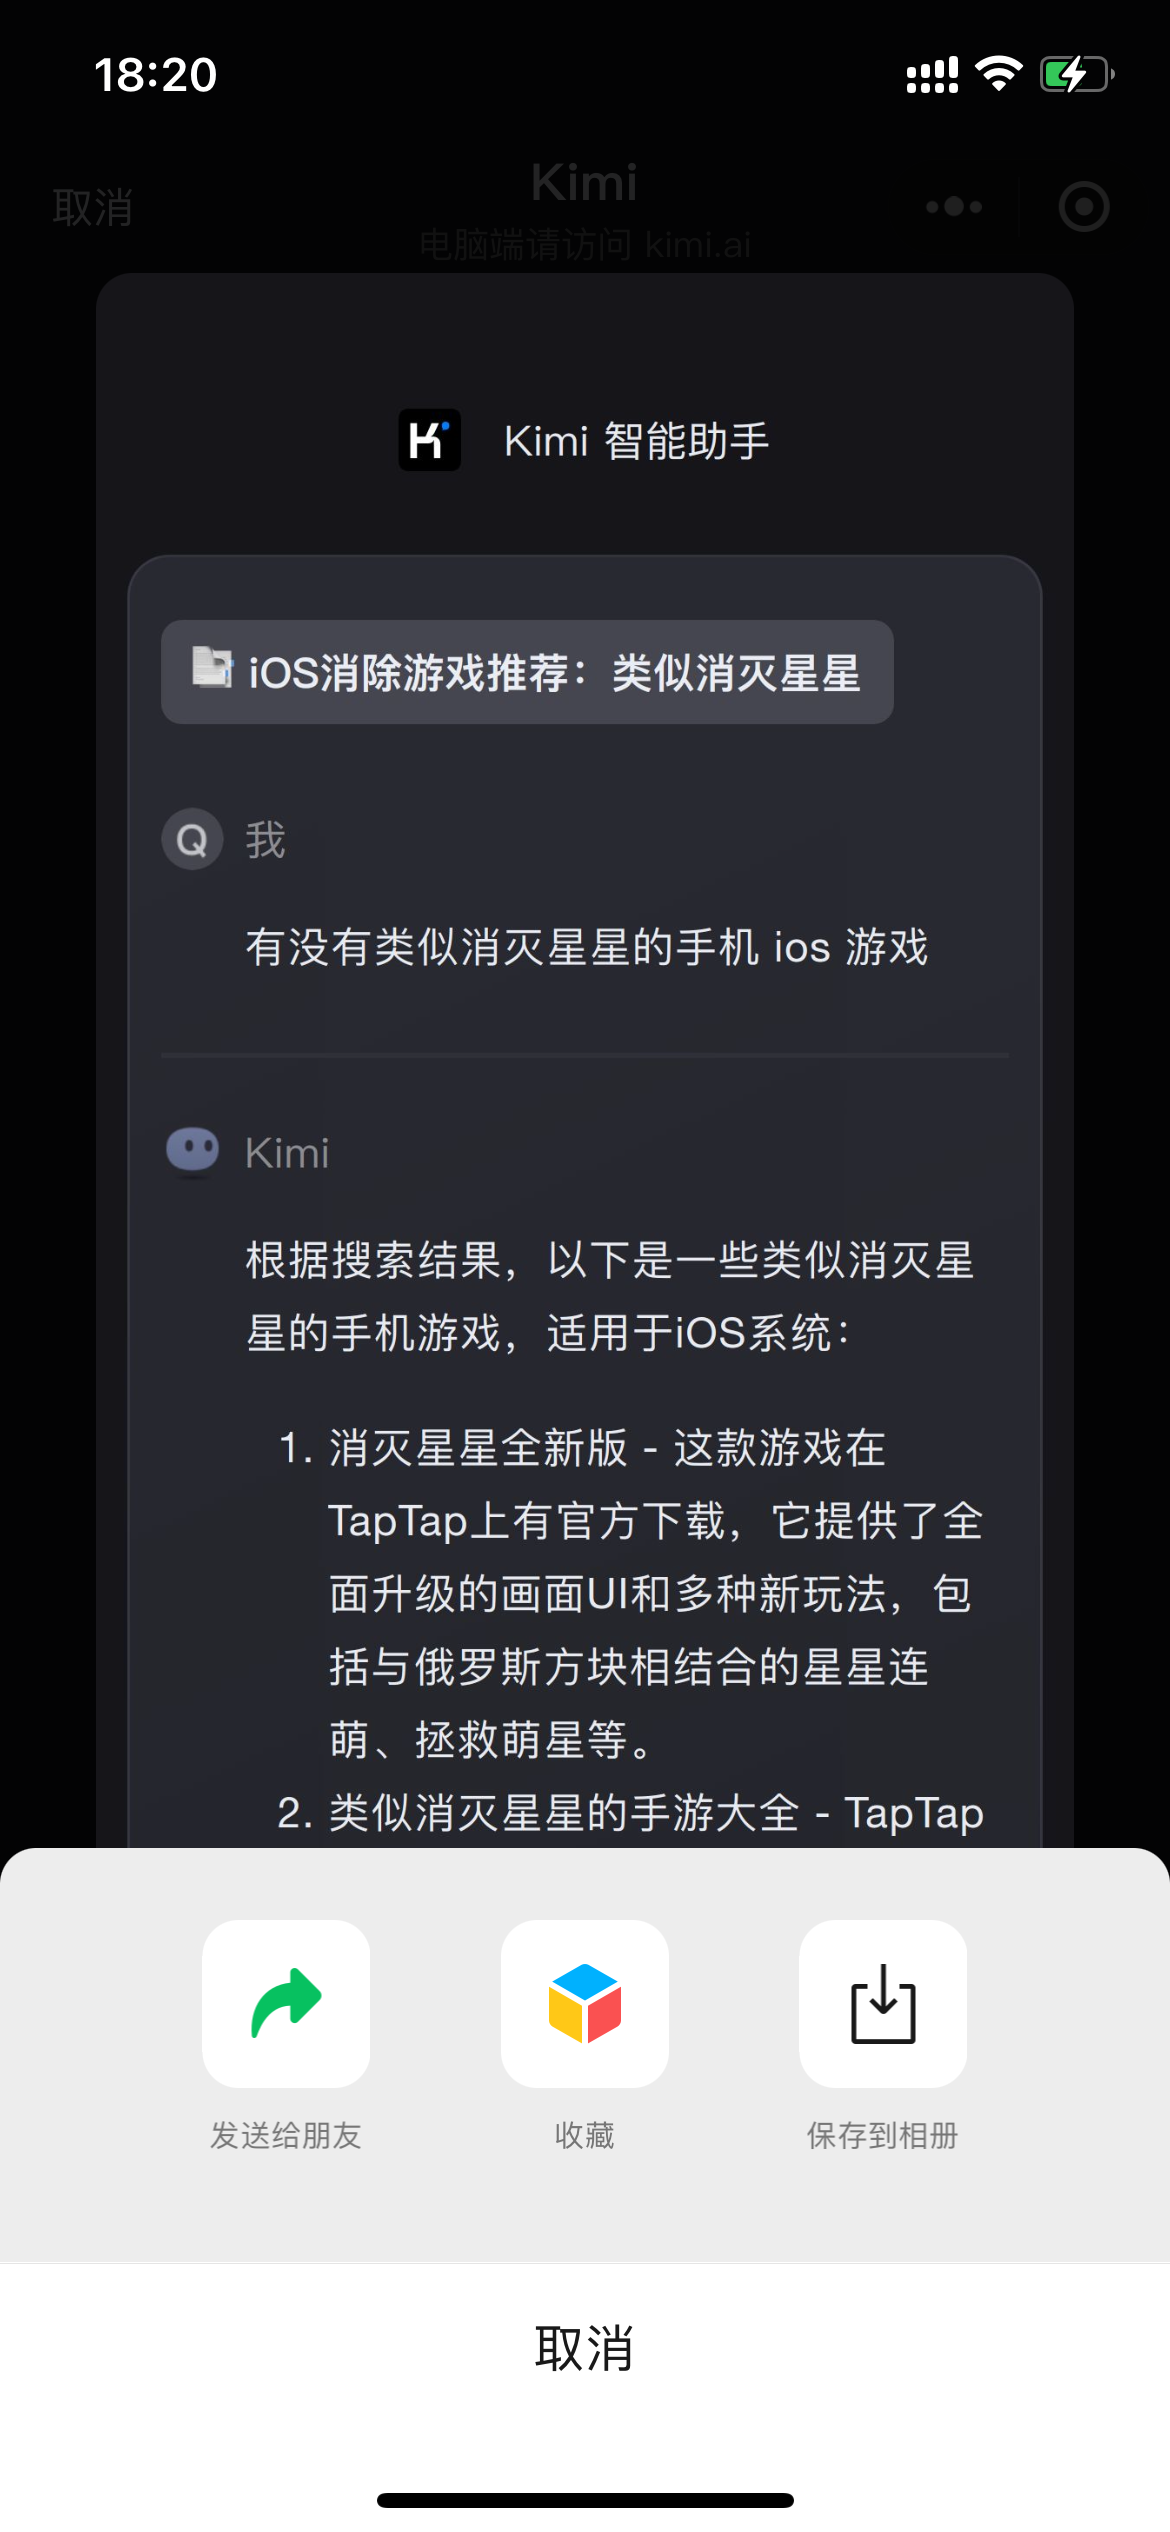 18:20
取消
Kimi
电脑端请访问 kimi.ai
Kimi 智能助手
iOS消除游戏推荐：类似消灭星星
Q 我
有没有类似消灭星星的手机 ios 游戏
Kimi
根据搜索结果，以下是一些类似消灭星
星的手机游戏，适用于iOS系统：
1. 消灭星星全新版 - 这款游戏在
TapTap上有官方下载，它提供了全
面升级的画面UI和多种新玩法，包
括与俄罗斯方块相结合的星星连
萌、拯救萌星等。
2. 类似消灭星星的手游大全 - TapTap
发送给朋友
收藏
保存到相册
取消